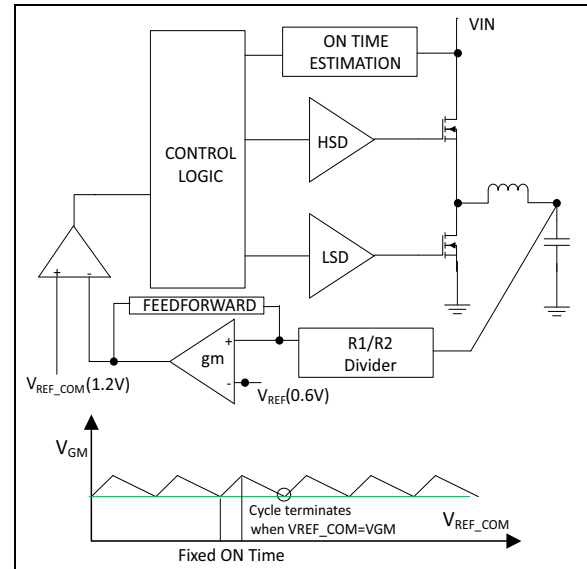 VIN
ON TIME
ESTIMATION
CONTROL
LOGIC
HSD
LSD
+
-
FEEDFORWARD
+
gm
-
R1/R2
Divider
VREF_COM(1.2V)
VREF(0.6V)
VGM
Cycle terminates
when VREF_COM=VGM
VREF_COM
Fixed ON Time